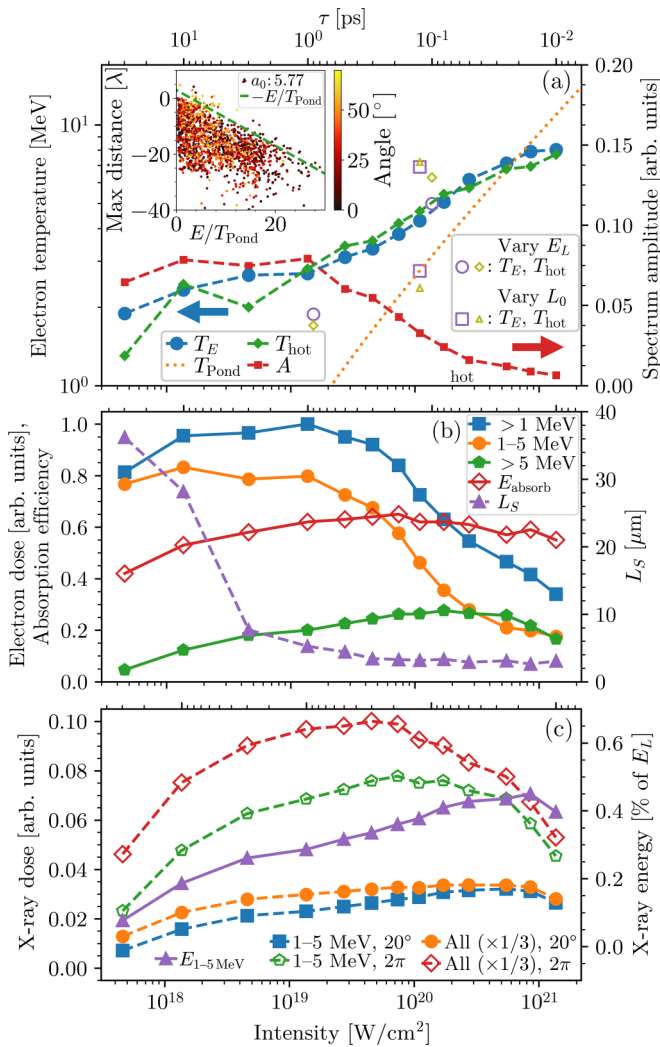 τ [ps]
10¹ 10⁰ 10⁻¹ 10⁻²
(a)
Electron temperature [MeV]
10¹
10⁰
Spectrum amplitude [arb. units]
0.20
0.15
0.10
0.05
0.00
Max distance [λ]
0
−20
−40
0 20
E/T_Pond
a₀: 5.77
−E/T_Pond
Angle [°]
50
0
Vary E_L
: T_E, T_hot
Vary L₀
: T_E, T_hot
T_E T_hot
T_Pond A
hot
(b)
Electron dose [arb. units],
Absorption efficiency
1.0
0.8
0.6
0.4
0.2
0.0
> 1 MeV
1–5 MeV
> 5 MeV
E_absorb
L_S
L_S [μm]
40
30
20
10
0
(c)
X-ray dose [arb. units]
0.10
0.08
0.06
0.04
0.02
0.00
X-ray energy [% of E_L]
0.6
0.4
0.2
0.0
E_1–5 MeV
1–5 MeV, 20°
1–5 MeV, 2π
All (×1/3), 20°
All (×1/3), 2π
10¹⁸ 10¹⁹ 10²⁰ 10²¹
Intensity [W/cm²]